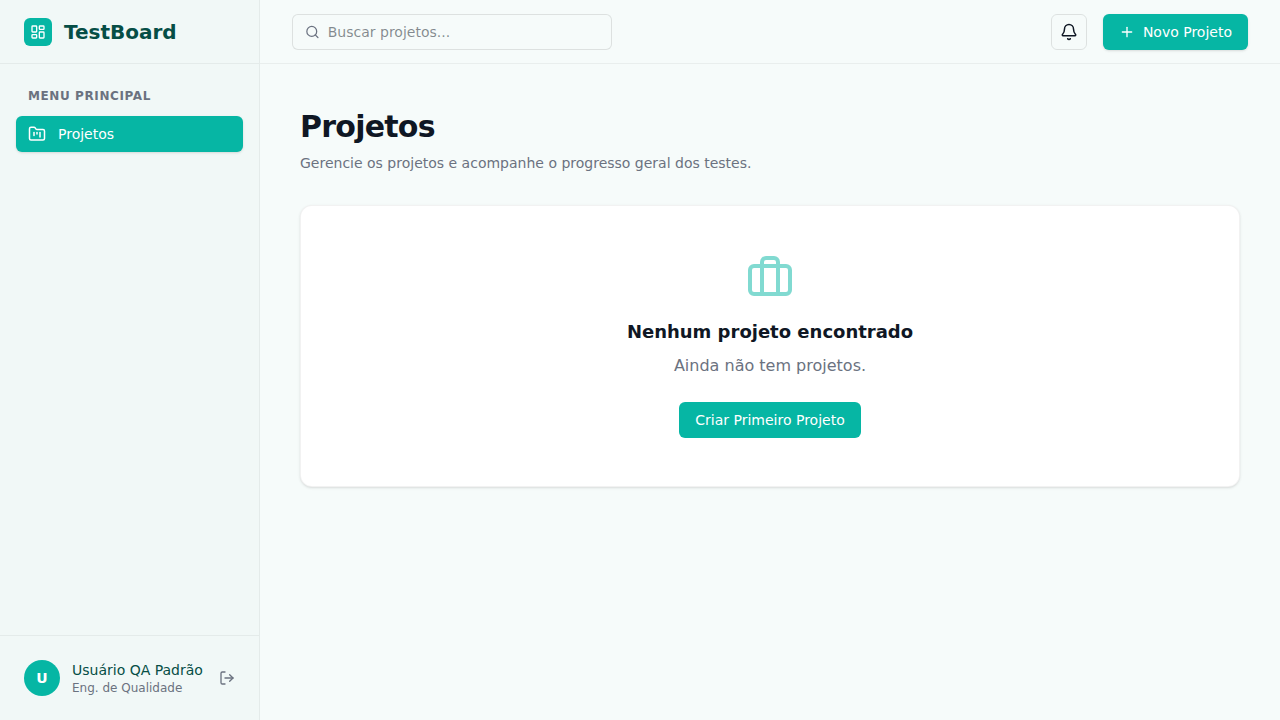 TestBoard
Buscar projetos...
Novo Projeto
MENU PRINCIPAL
Projetos
Projetos
Gerencie os projetos e acompanhe o progresso geral dos testes.
Nenhum projeto encontrado
Ainda não tem projetos.
Criar Primeiro Projeto
U
Usuário QA Padrão
Eng. de Qualidade